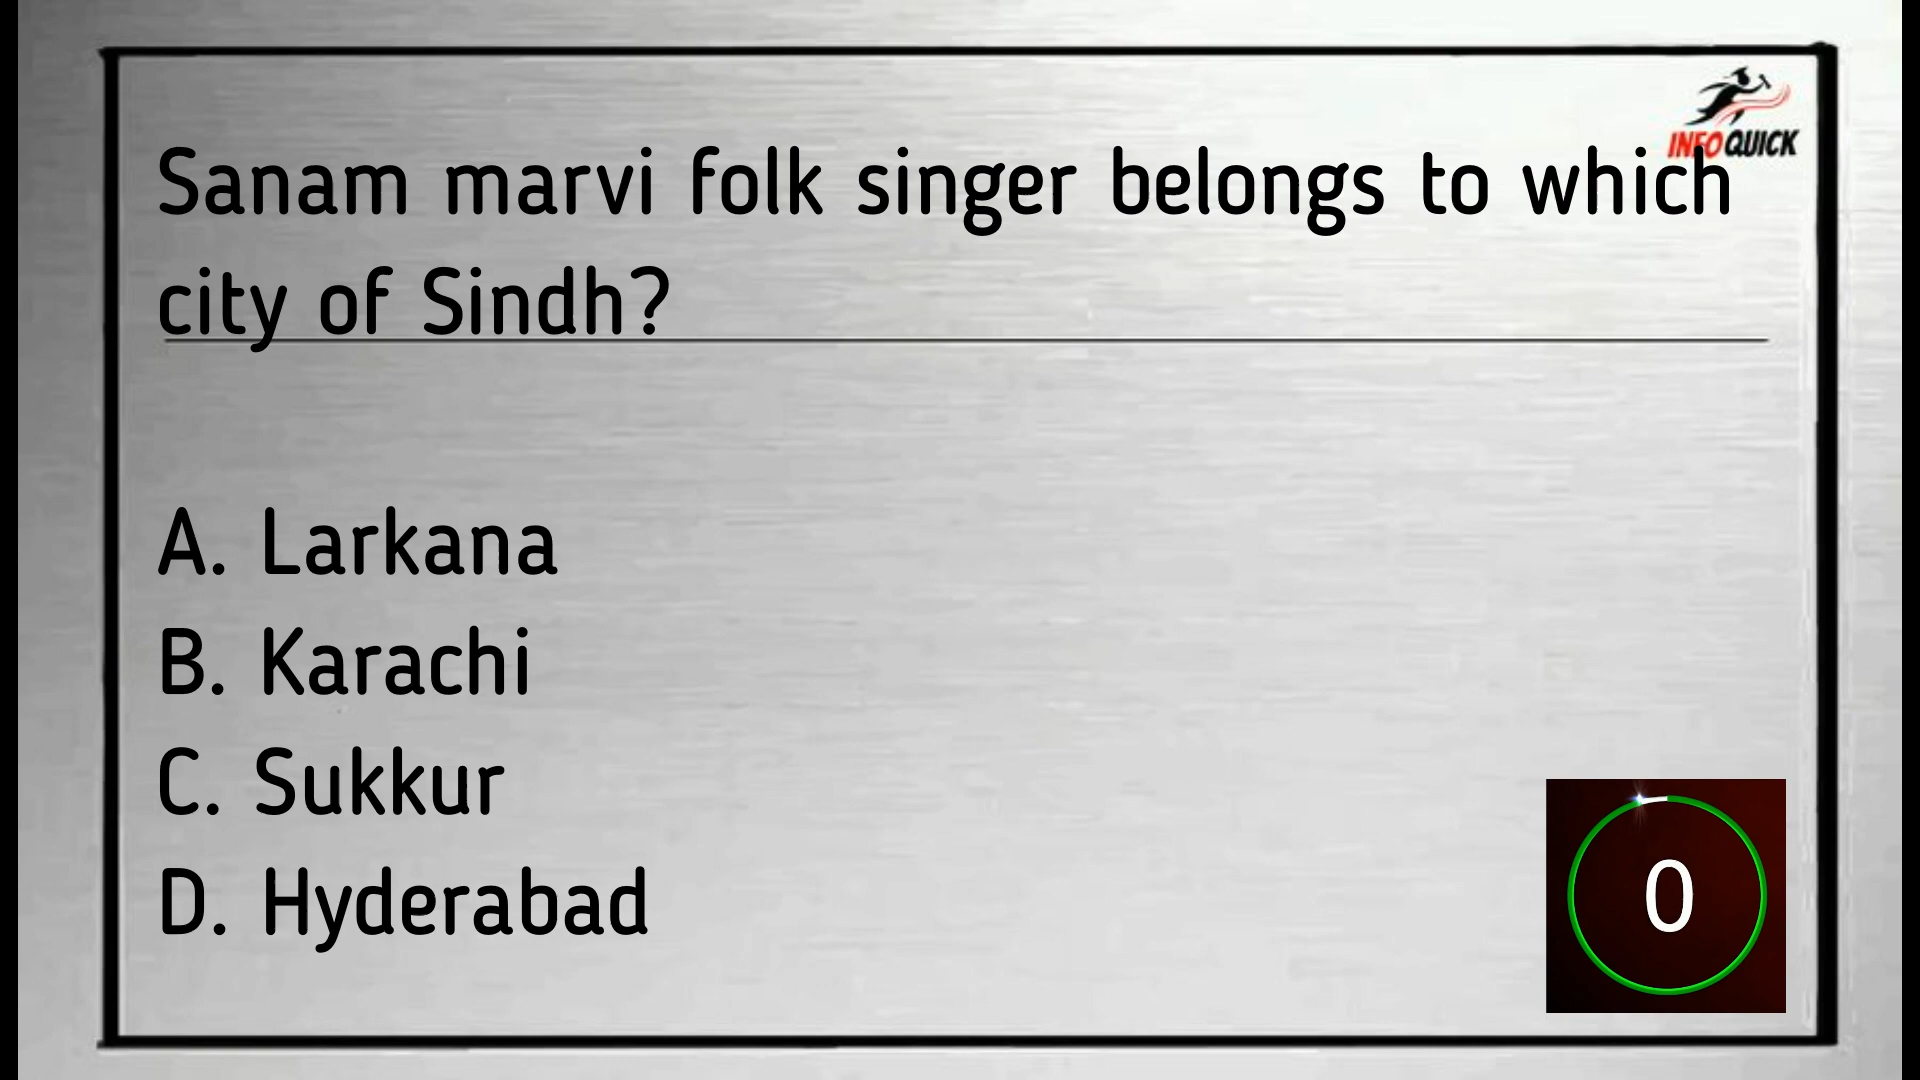 INFO QUICK
Sanam marvi folk singer belongs to which
city of Sindh?
A. Larkana
B. Karachi
C. Sukkur
D. Hyderabad
0